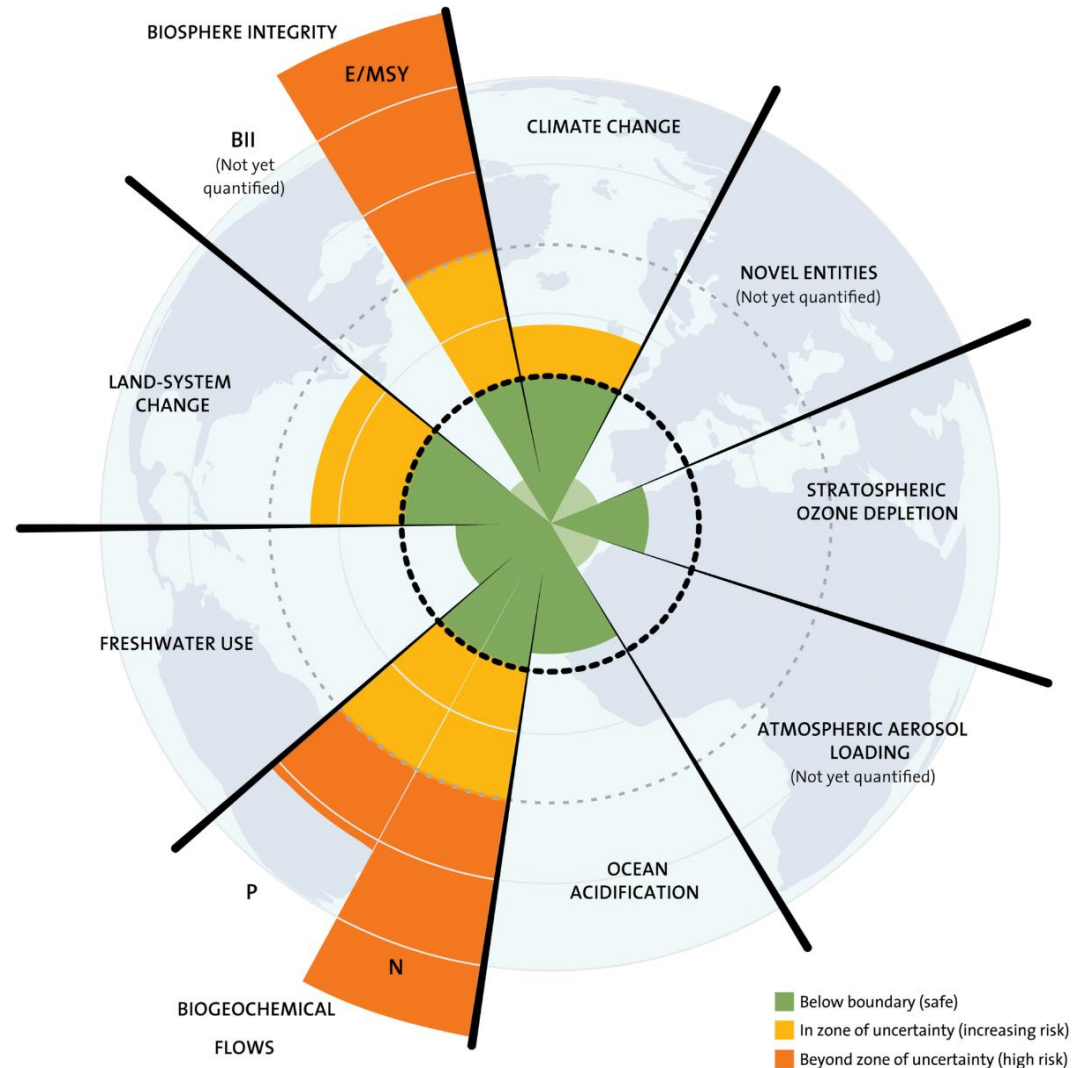 BIOSPHERE INTEGRITY
E/MSY
BII
(Not yet
quantified)
CLIMATE CHANGE
NOVEL ENTITIES
(Not yet quantified)
LAND-SYSTEM
CHANGE
STRATOSPHERIC
OZONE DEPLETION
FRESHWATER USE
ATMOSPHERIC AEROSOL
LOADING
(Not yet quantified)
OCEAN
ACIDIFICATION
P
N
BIOGEOCHEMICAL
FLOWS
Below boundary (safe)
In zone of uncertainty (increasing risk)
Beyond zone of uncertainty (high risk)